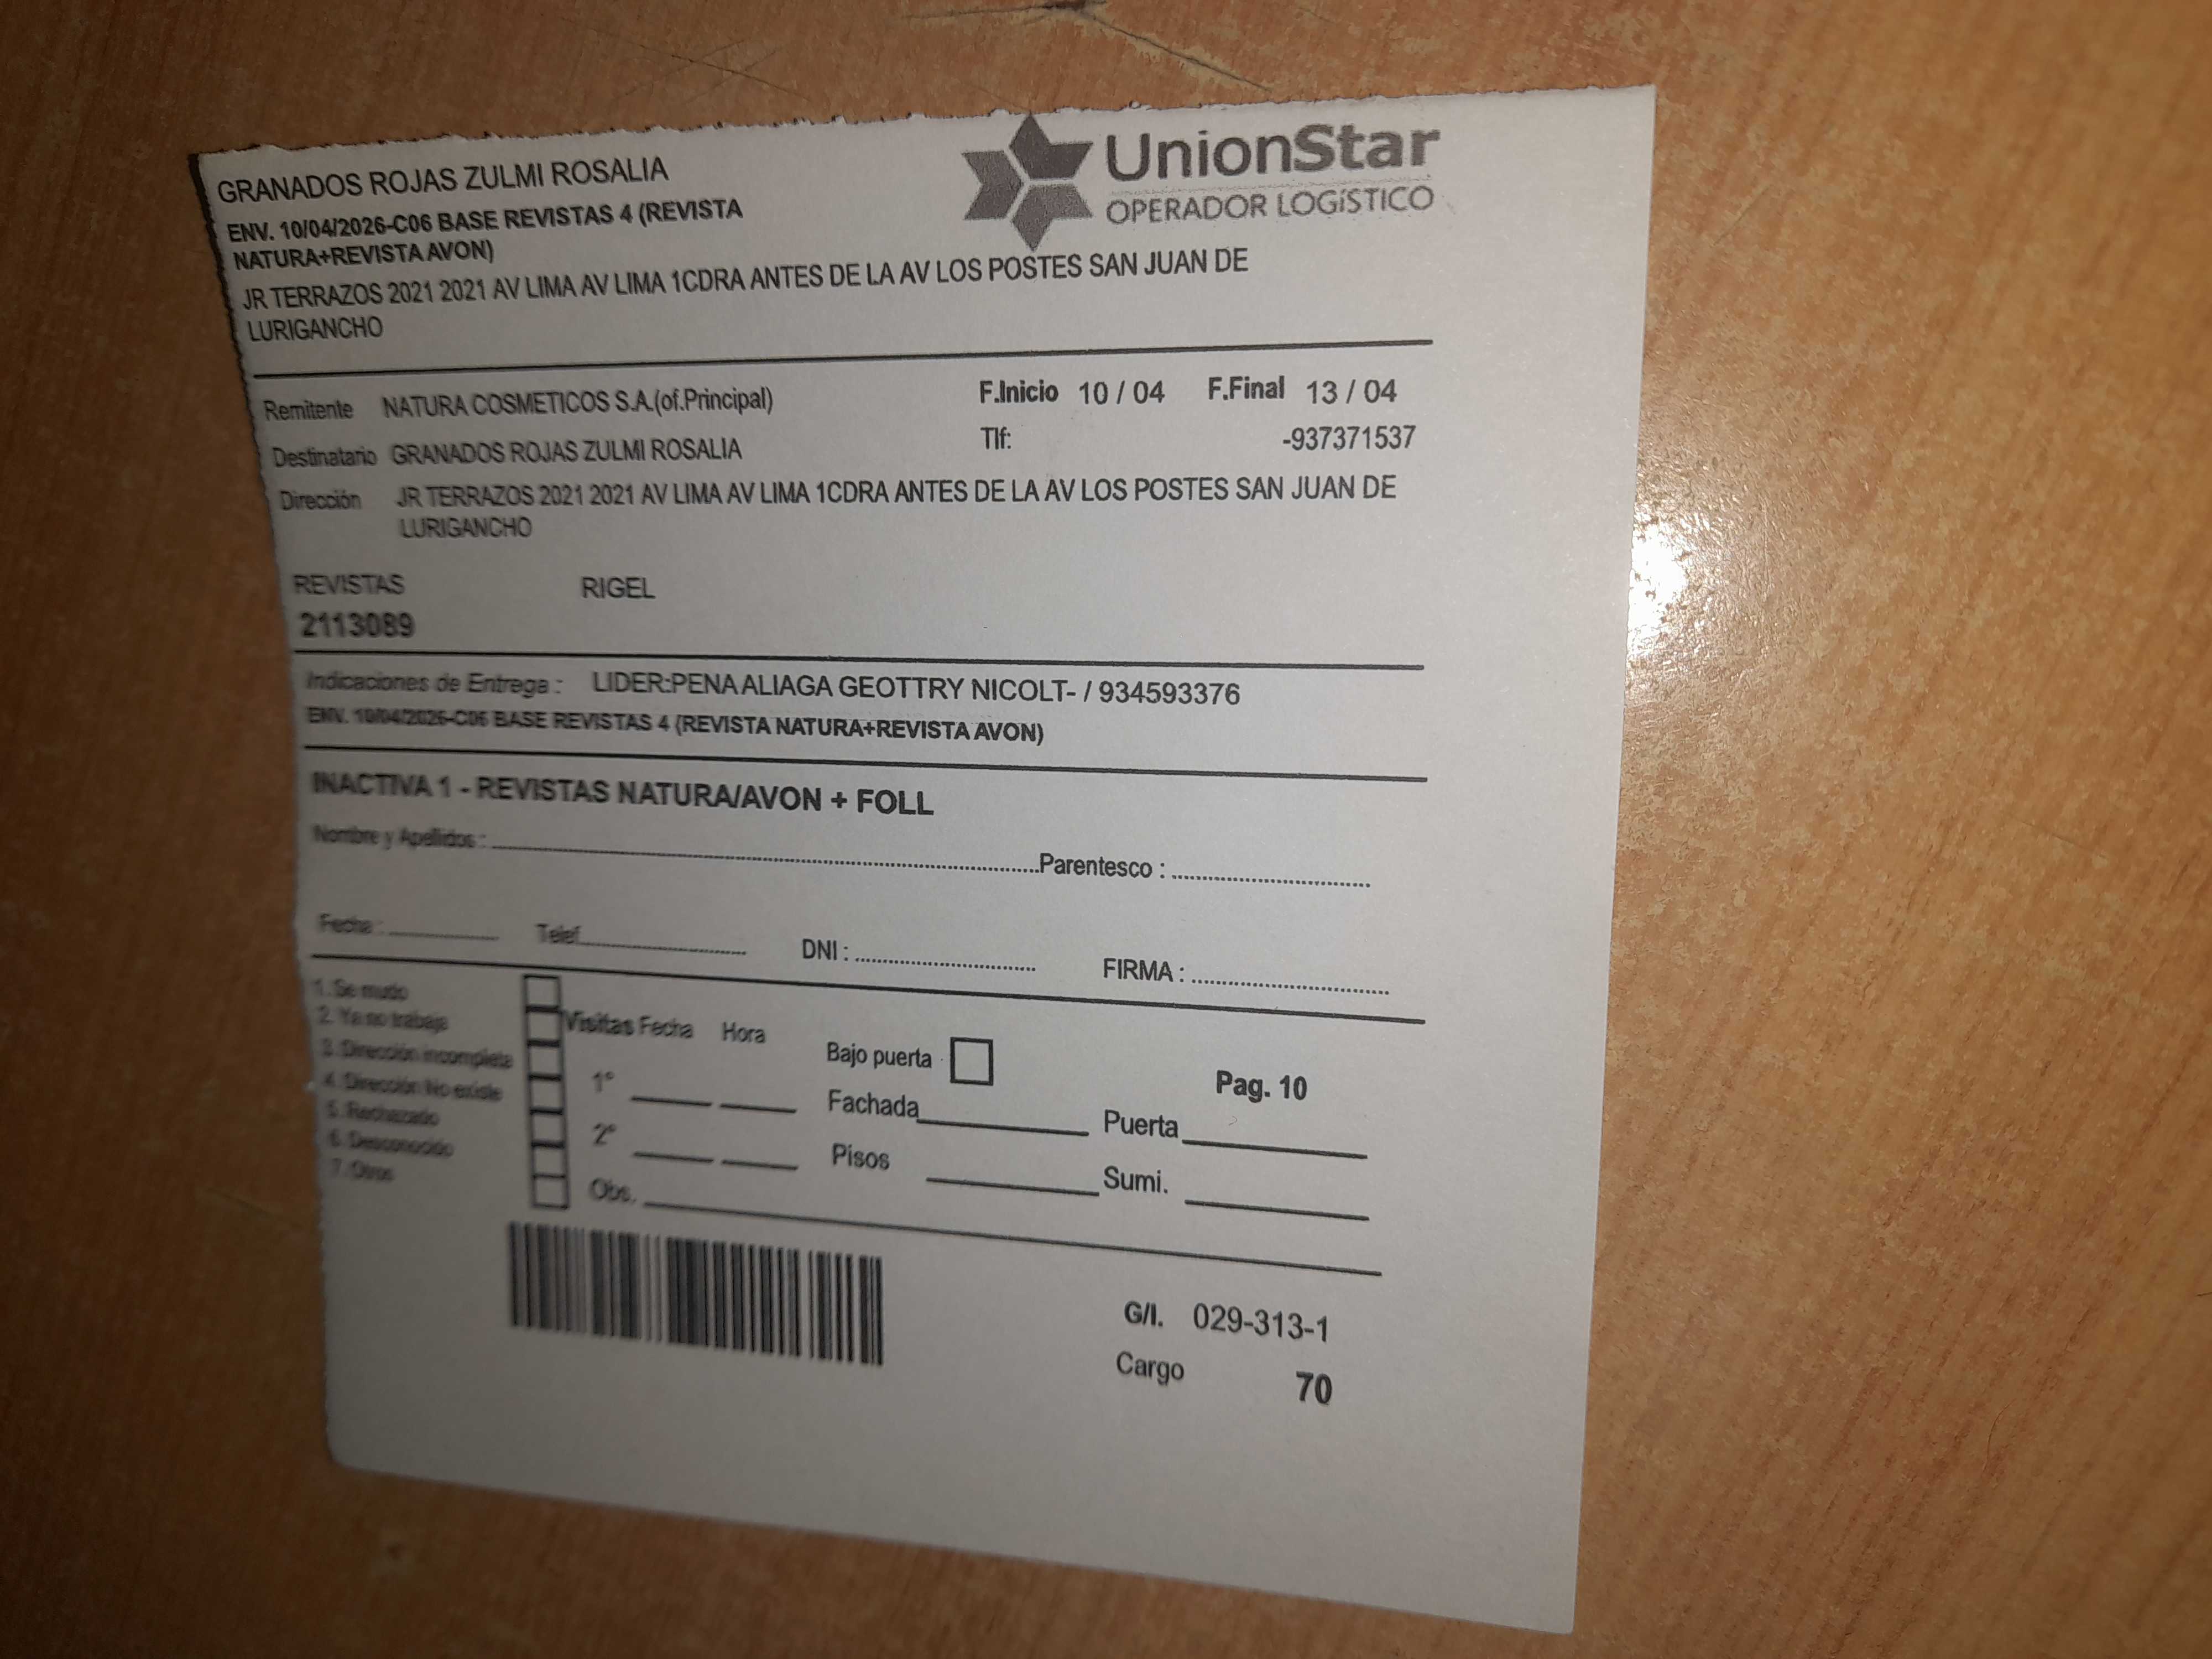 GRANADOS ROJAS ZULMI ROSALIA
UnionStar
OPERADOR LOGíSTICO
ENV. 10/04/2026-C06 BASE REVISTAS 4 (REVISTA
NATURA+REVISTA AVON)
JR TERRAZOS 2021 2021 AV LIMA AV LIMA 1CDRA ANTES DE LA AV LOS POSTES SAN JUAN DE
LURIGANCHO
Remitente NATURA COSMETICOS S.A.(of.Principal) F.Inicio 10 / 04 F.Final 13 / 04
Destinatario GRANADOS ROJAS ZULMI ROSALIA Tlf: -937371537
Dirección JR TERRAZOS 2021 2021 AV LIMA AV LIMA 1CDRA ANTES DE LA AV LOS POSTES SAN JUAN DE
LURIGANCHO
REVISTAS RIGEL
2113089
Indicaciones de Entrega : LIDER:PENA ALIAGA GEOTTRY NICOLT- / 934593376
ENV. 10/04/2026-C06 BASE REVISTAS 4 (REVISTA NATURA+REVISTA AVON)
INACTIVA 1 - REVISTAS NATURA/AVON + FOLL
Nombre y Apellidos : Parentesco :
Fecha : Telef. DNI : FIRMA :
1. Se mudo
2. Ya no trabaja
3. Dirección incompleta
4. Dirección No existe
5. Rechazado
6. Desconocido
7. Otros
Visitas Fecha Hora
1°
2°
Obs.
Bajo puerta
Pag. 10
Fachada Puerta
Pisos Sumi.
G/I. 029-313-1
Cargo 70